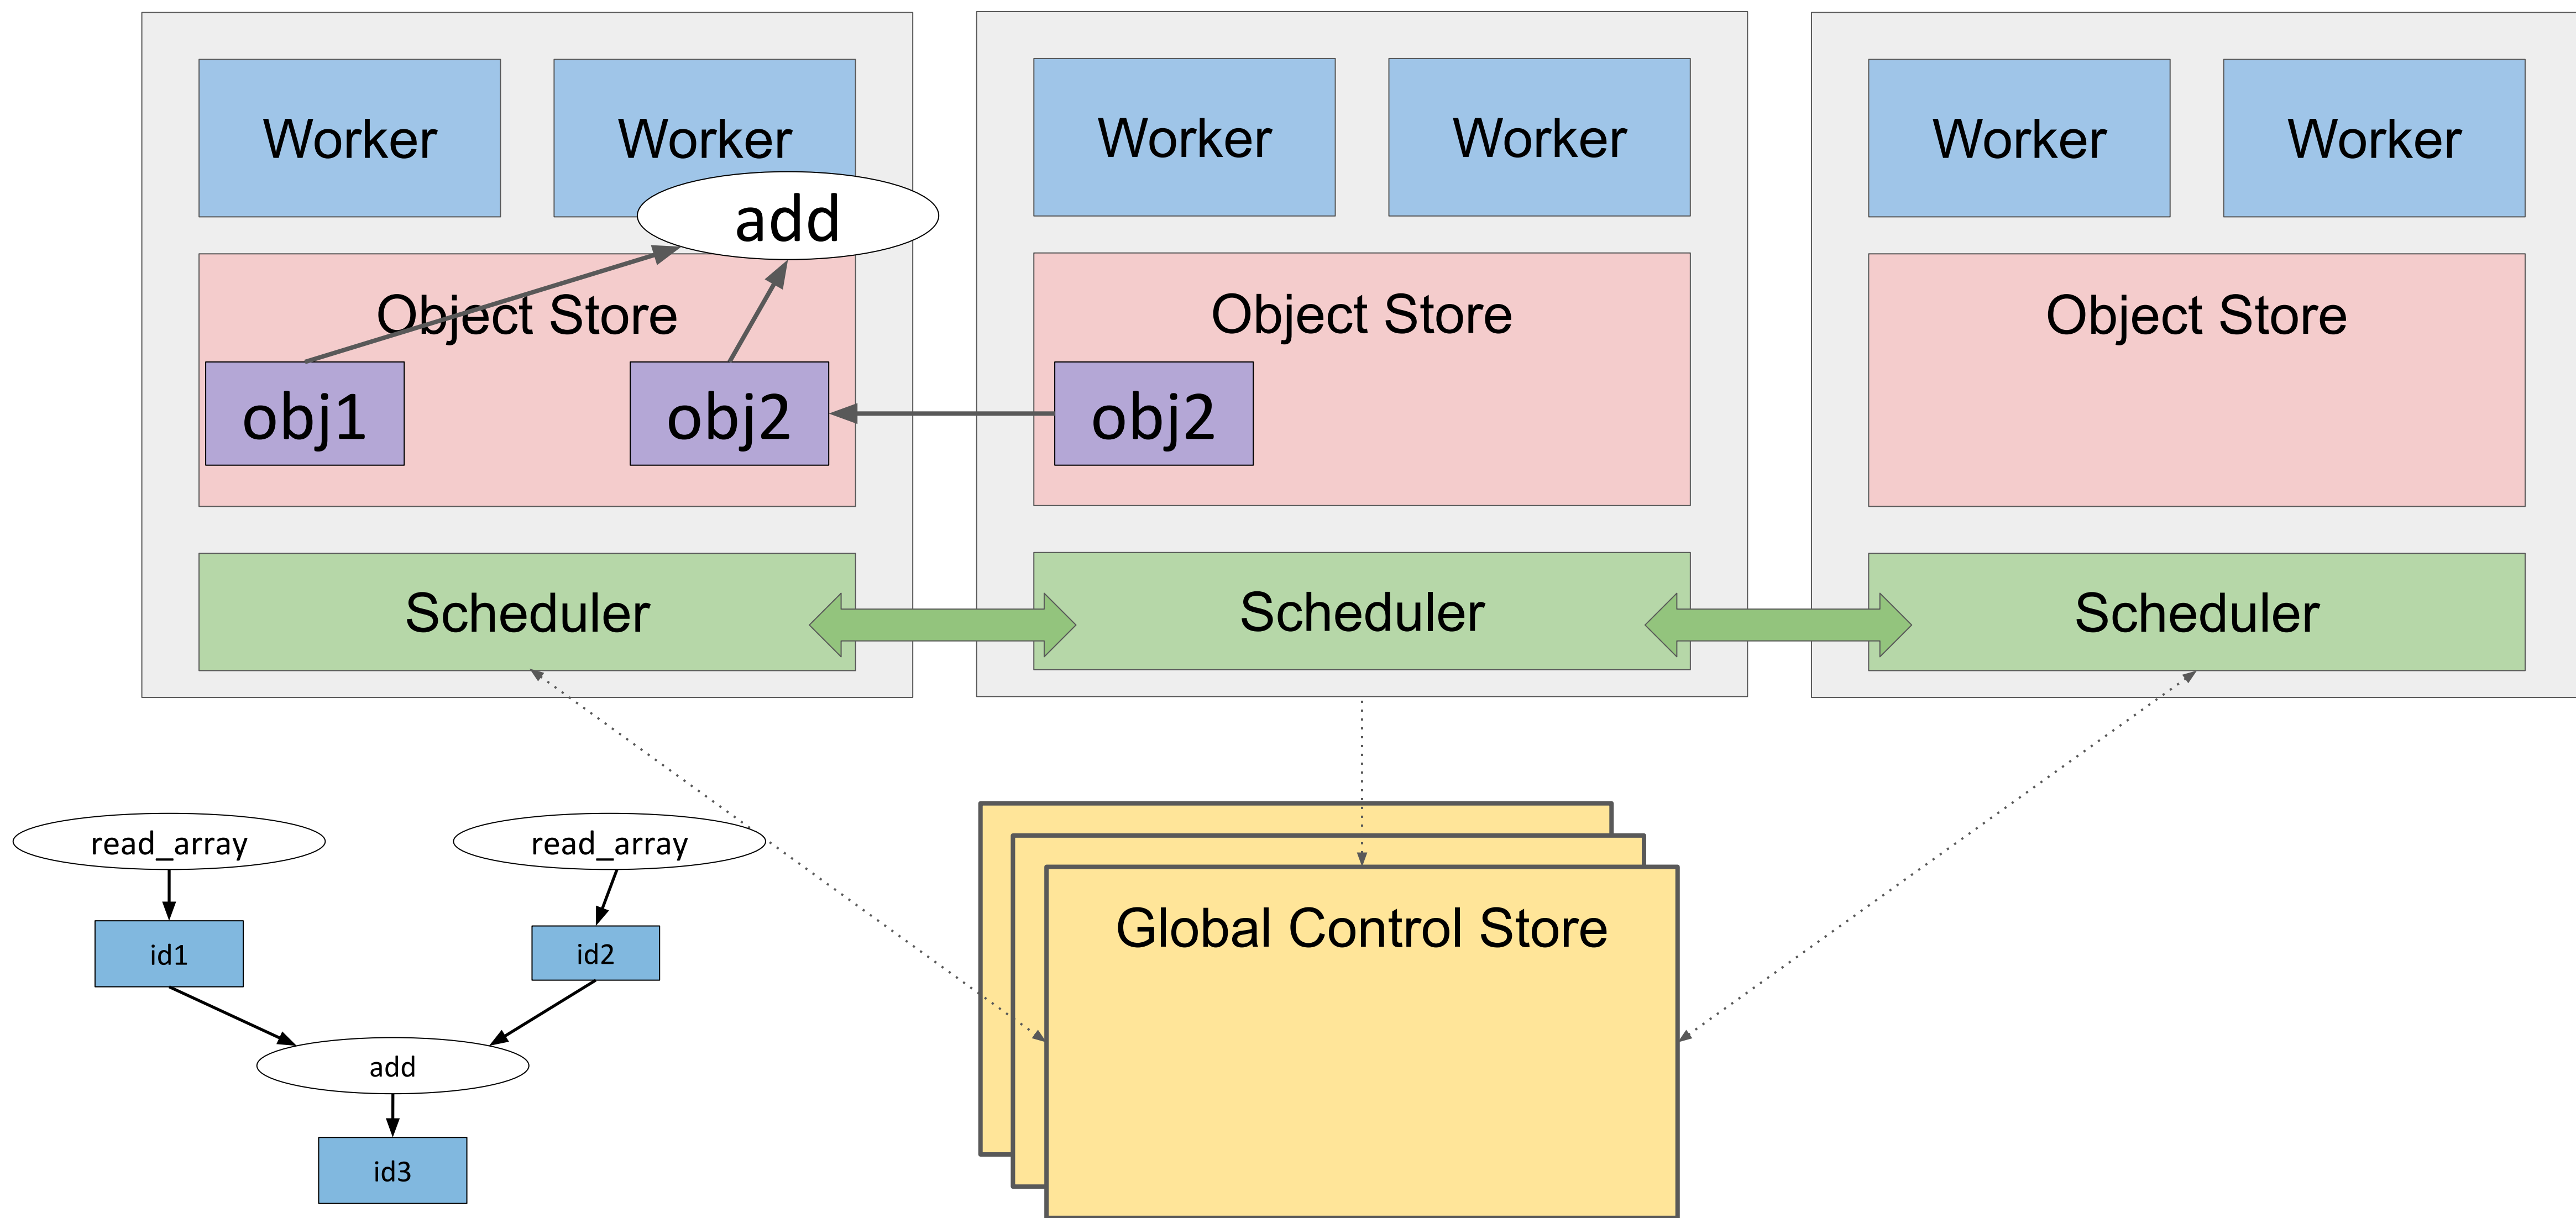 Worker
Worker
Worker
Worker
Worker
Worker
add
Object Store
Object Store
Object Store
obj1
obj2
obj2
Scheduler
Scheduler
Scheduler
read_array
read_array
id1
id2
add
id3
Global Control Store